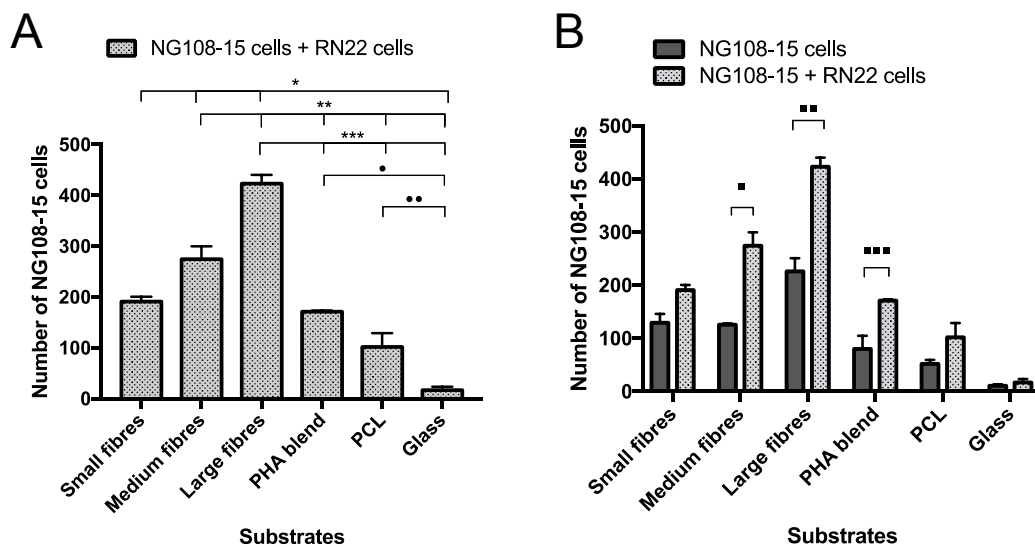 A
NG108-15 cells + RN22 cells
*
**
***
•
••
Number of NG108-15 cells
500
400
300
200
100
0
Small fibres
Medium fibres
Large fibres
PHA blend
PCL
Glass
Substrates
B
NG108-15 cells
NG108-15 + RN22 cells
■
■■
■■■
Number of NG108-15 cells
500
400
300
200
100
0
Small fibres
Medium fibres
Large fibres
PHA blend
PCL
Glass
Substrates